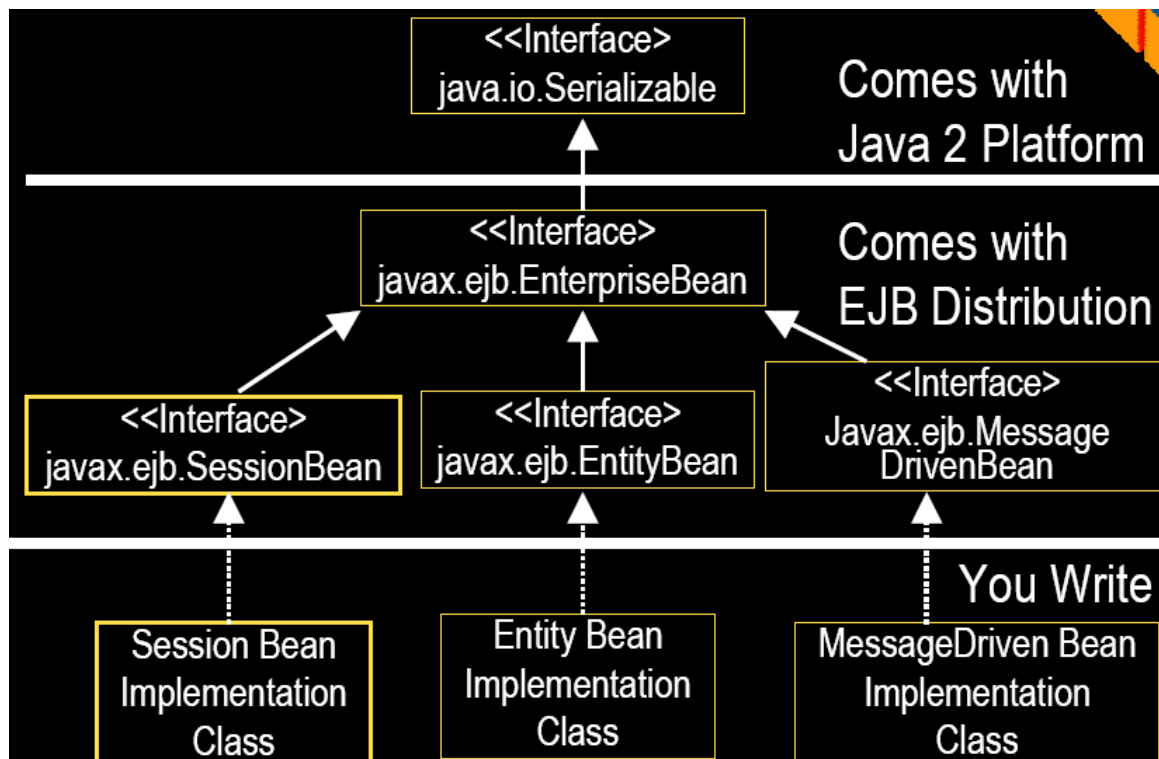 <<Interface>
java.io.Serializable
Comes with
Java 2 Platform
<<Interface>
javax.ejb.EnterpriseBean
Comes with
EJB Distribution
<<Interface>
javax.ejb.SessionBean
<<Interface>
javax.ejb.EntityBean
<<Interface>
Javax.ejb.Message
DrivenBean
You Write
Session Bean
Implementation
Class
Entity Bean
Implementation
Class
MessageDriven Bean
Implementation
Class